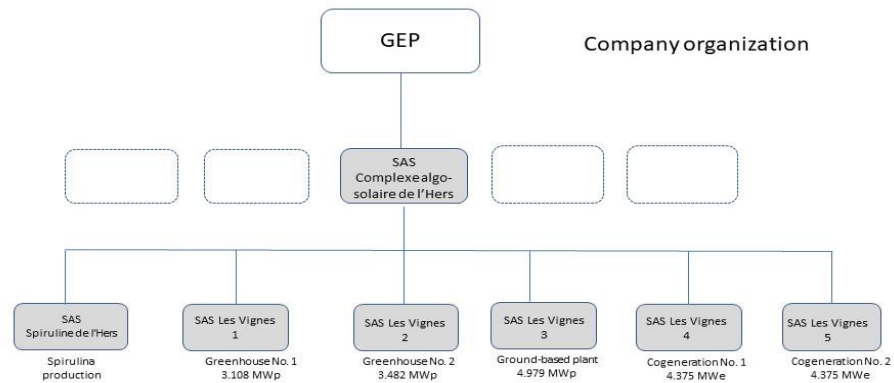 GEP
Company organization
SAS
Complexe algo-
solaire de l'Hers
SAS
Spiruline de l'Hers
SAS Les Vignes
1
SAS Les Vignes
2
SAS Les Vignes
3
SAS Les Vignes
4
SAS Les Vignes
5
Spirulina
production
Greenhouse No. 1
3.108 MWp
Greenhouse No. 2
3.482 MWp
Ground-based plant
4.979 MWp
Cogeneration No. 1
4.375 MWe
Cogeneration No. 2
4.375 MWe